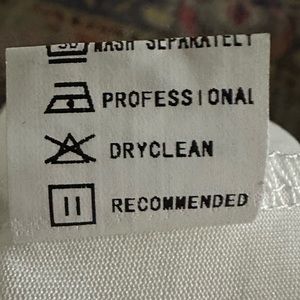 WASH SEPARATELY
PROFESSIONAL
DRYCLEAN
RECOMMENDED